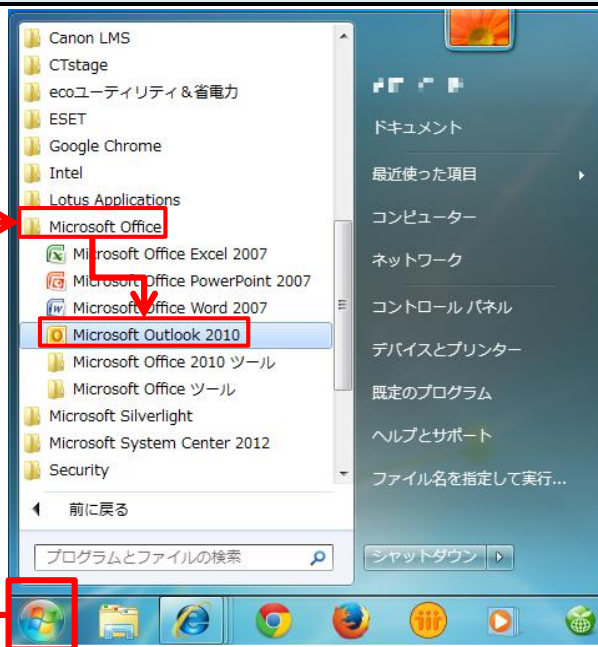 Canon LMS
CTstage
ecoユーティリティ&省電力
ESET
Google Chrome
Intel
Lotus Applications
Microsoft Office
Microsoft Office Excel 2007
Microsoft Office PowerPoint 2007
Microsoft Office Word 2007
Microsoft Outlook 2010
Microsoft Office 2010 ツール
Microsoft Office ツール
Microsoft Silverlight
Microsoft System Center 2012
Security
前に戻る
プログラムとファイルの検索
ドキュメント
最近使った項目
コンピューター
ネットワーク
コントロール パネル
デバイスとプリンター
既定のプログラム
ヘルプとサポート
ファイル名を指定して実行...
シャットダウン